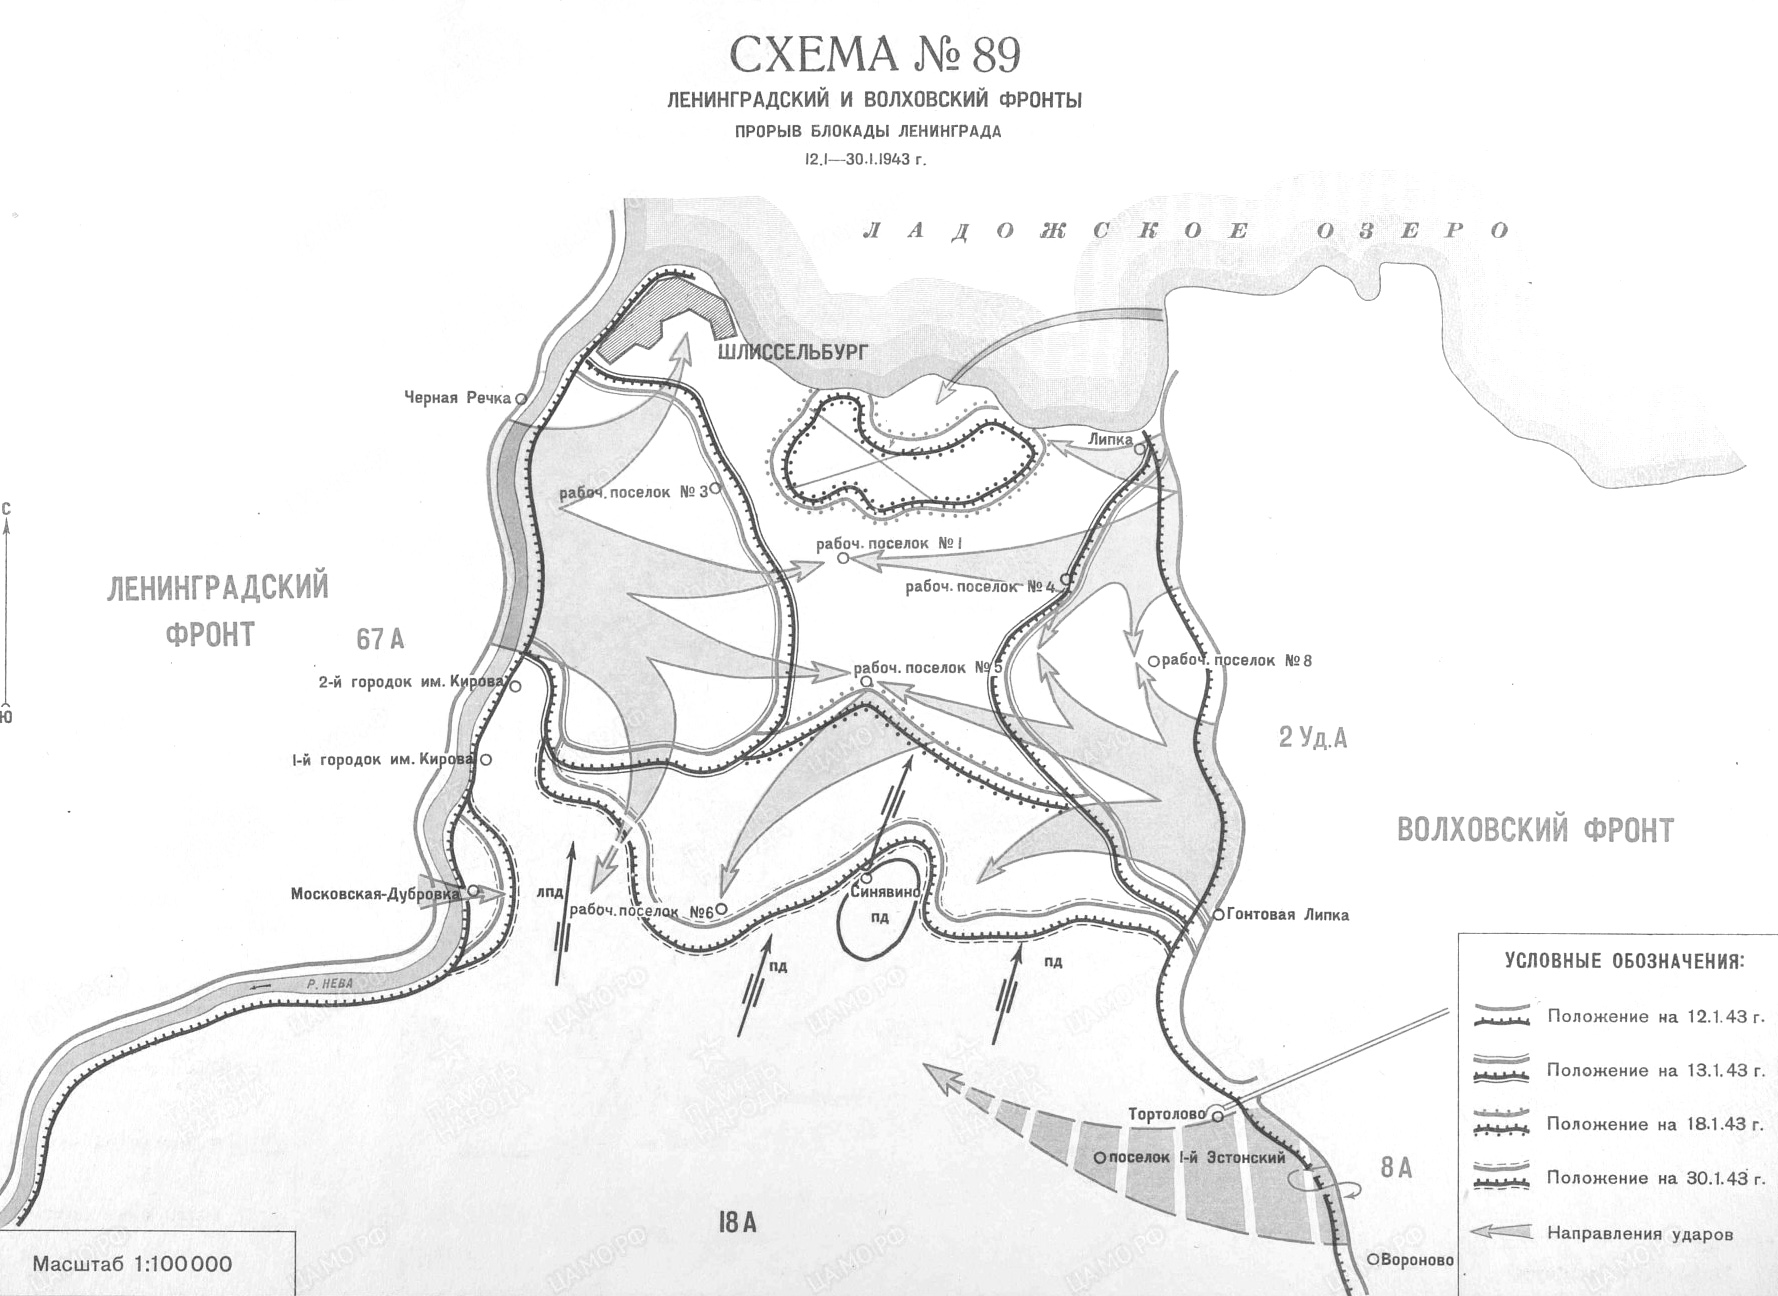 СХЕМА № 89
ЛЕНИНГРАДСКИЙ И ВОЛХОВСКИЙ ФРОНТЫ
ПРОРЫВ БЛОКАДЫ ЛЕНИНГРАДА
12.I—30.I.1943 г.
ЛАДОЖСКОЕ ОЗЕРО
ШЛИССЕЛЬБУРГ
Черная Речка
Липка
рабоч. поселок № 3
С
рабоч. поселок № 1
ЛЕНИНГРАДСКИЙ
ФРОНТ
рабоч. поселок № 4
67 А
рабоч. поселок № 5
рабоч. поселок № 8
2-й городок им. Кирова
Ю
2 Уд.А
1-й городок им. Кирова
ВОЛХОВСКИЙ ФРОНТ
Московская-Дубровка
лпд
рабоч. поселок №6
Синявино
пд
Гонтовая Липка
пд
пд
Р. НЕВА
УСЛОВНЫЕ ОБОЗНАЧЕНИЯ:
Положение на 12.1.43 г.
Положение на 13.1.43 г.
Положение на 18.1.43 г.
Положение на 30.1.43 г.
Направления ударов
Тортолово
поселок 1-й Эстонский
8 А
18 А
Вороново
Масштаб 1:100000
ЦАМО РФ
ПАМЯТЬ
НАРОДА